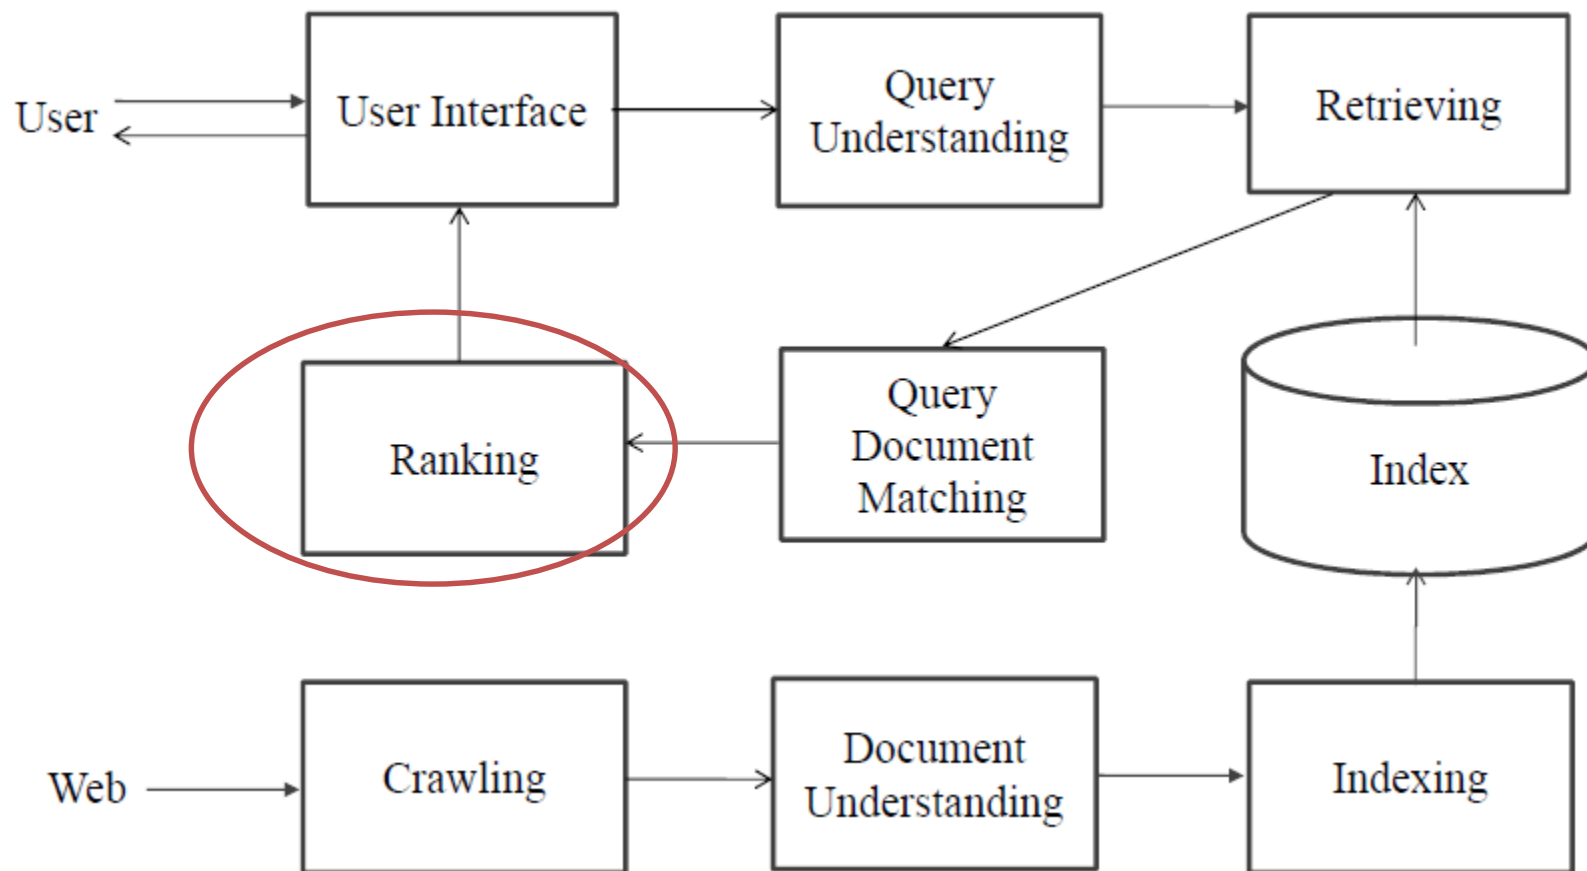 User
User Interface
Query
Understanding
Retrieving
Ranking
Query
Document
Matching
Index
Web
Crawling
Document
Understanding
Indexing